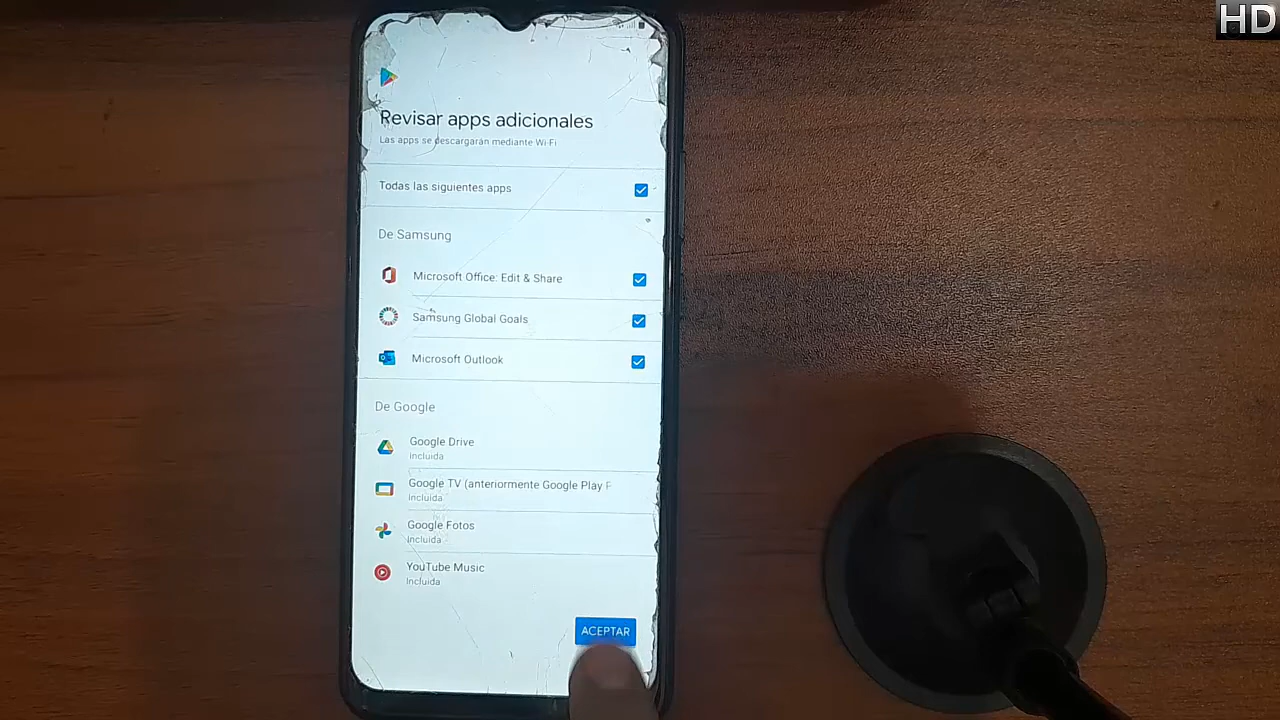 HD
Revisar apps adicionales
Las apps se descargarán mediante Wi-Fi
Todas las siguientes apps
De Samsung
Microsoft Office: Edit & Share
Samsung Global Goals
Microsoft Outlook
De Google
Google Drive
Incluida
Google TV (anteriormente Google Play F
Incluida
Google Fotos
Incluida
YouTube Music
Incluida
ACEPTAR